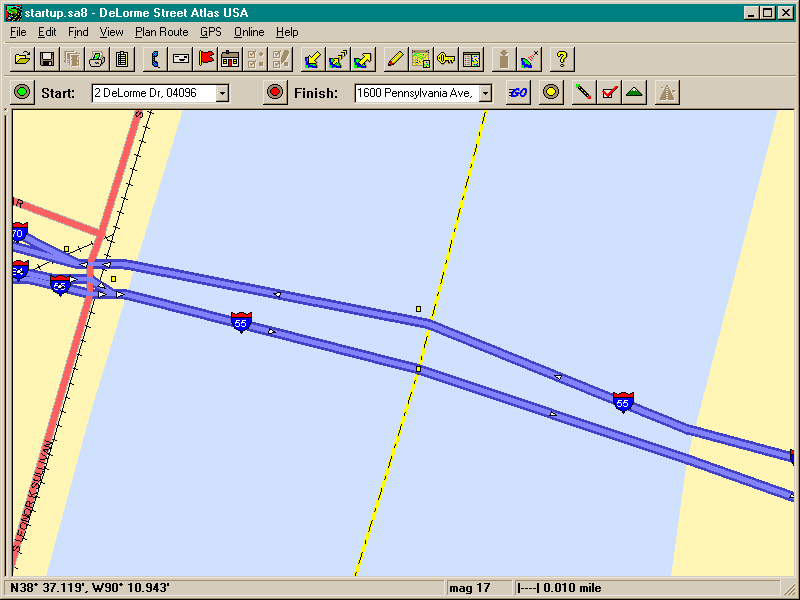 startup.sa8 - DeLorme Street Atlas USA
File Edit Find View Plan Route GPS Online Help
Start: 2 DeLorme Dr, 04096 Finish: 1600 Pennsylvania Ave, GO
S
R
70
55
55
55
S LEONOR K SULLIVAN
N38° 37.119', W90° 10.943' mag 17 |----| 0.010 mile